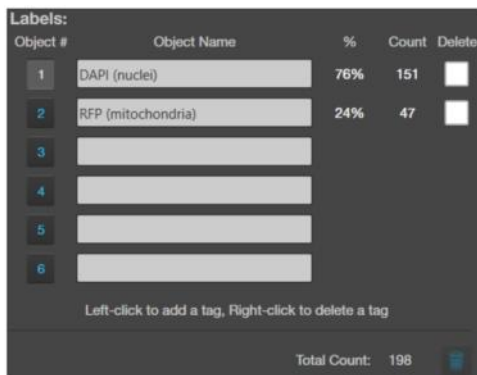 Labels:
Object # Object Name % Count Delete
1 DAPI (nuclei) 76% 151
2 RFP (mitochondria) 24% 47
3
4
5
6
Left-click to add a tag, Right-click to delete a tag
Total Count: 198